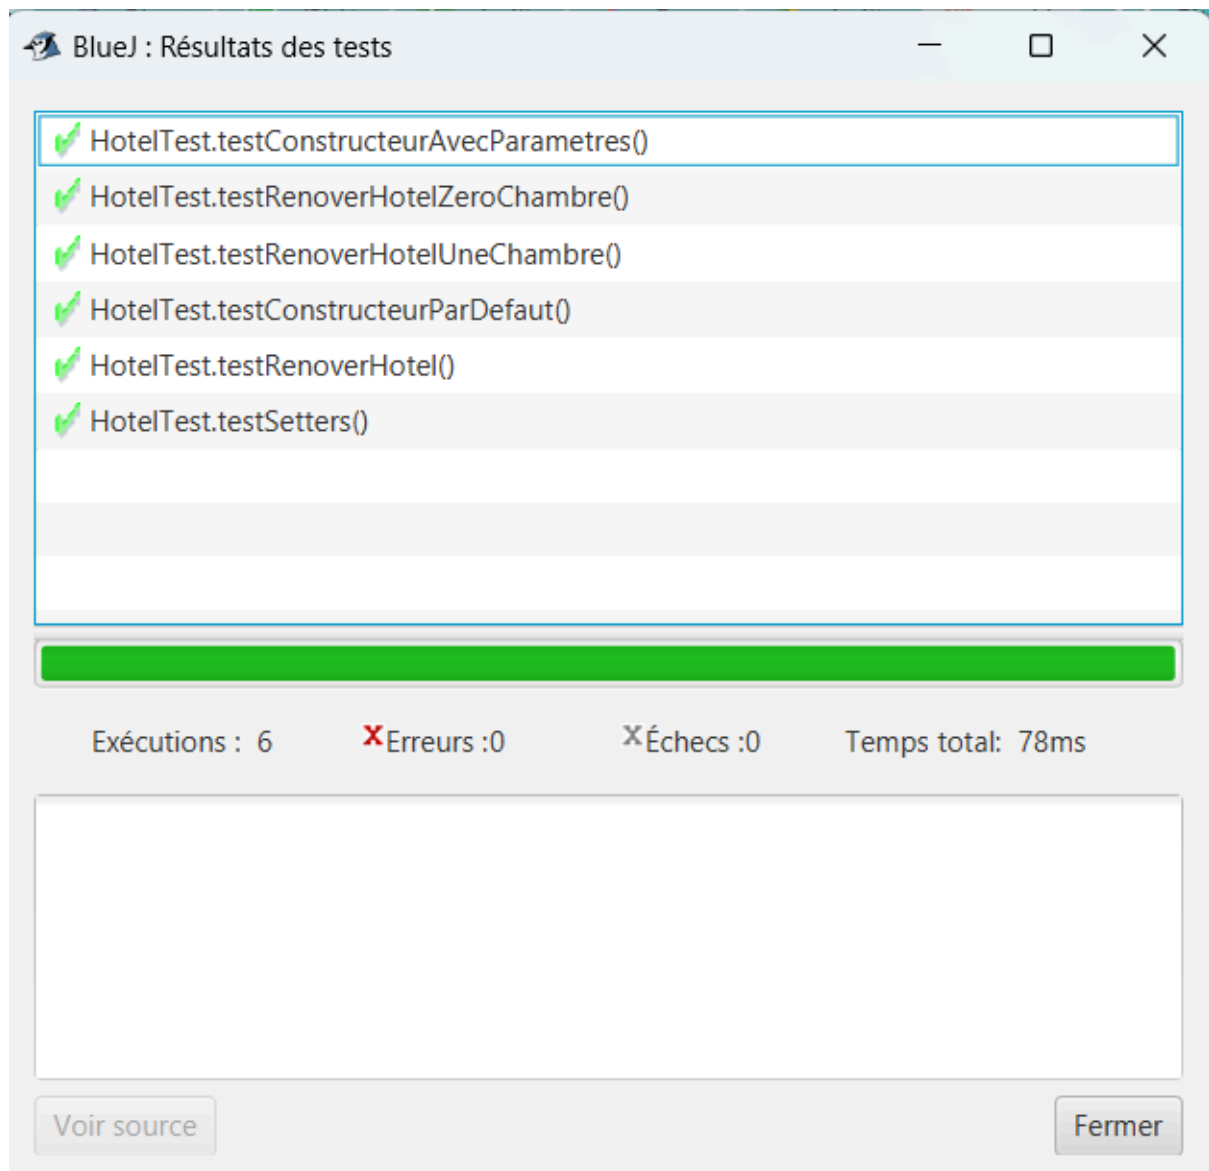 BlueJ : Résultats des tests
HotelTest.testConstructeurAvecParametres()
HotelTest.testRenoverHotelZeroChambre()
HotelTest.testRenoverHotelUneChambre()
HotelTest.testConstructeurParDefaut()
HotelTest.testRenoverHotel()
HotelTest.testSetters()
Exécutions : 6 Erreurs :0 Échecs :0 Temps total: 78ms
Voir source Fermer